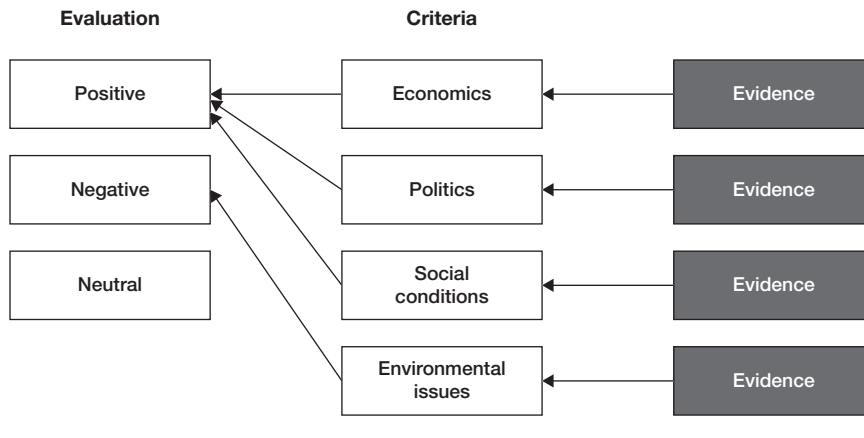 Evaluation
Criteria
Positive
Economics
Evidence
Negative
Politics
Evidence
Neutral
Social
conditions
Evidence
Environmental
issues
Evidence